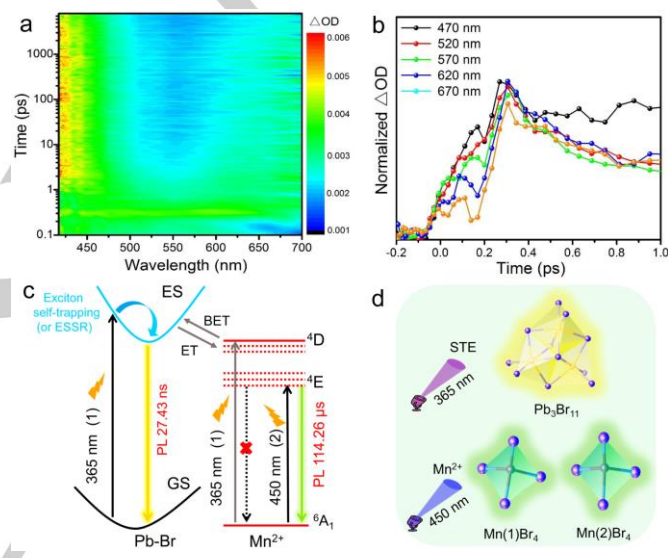 a
△OD
Time (ps)
1000
100
10
1
0.1
450 500 550 600 650 700
Wavelength (nm)
0.006
0.005
0.004
0.003
0.002
0.001
b
470 nm
520 nm
570 nm
620 nm
670 nm
Normalized △OD
-0.2 0.0 0.2 0.4 0.6 0.8 1.0
Time (ps)
c
Exciton
self-trapping
(or ESSR)
ES
BET
ET
⁴D
⁴E
365 nm (1)
PL 27.43 ns
365 nm (1)
450 nm (2)
PL 114.26 μs
GS
⁶A₁
Pb-Br
Mn²⁺
d
STE
365 nm
Pb₃Br₁₁
Mn²⁺
450 nm
Mn(1)Br₄
Mn(2)Br₄